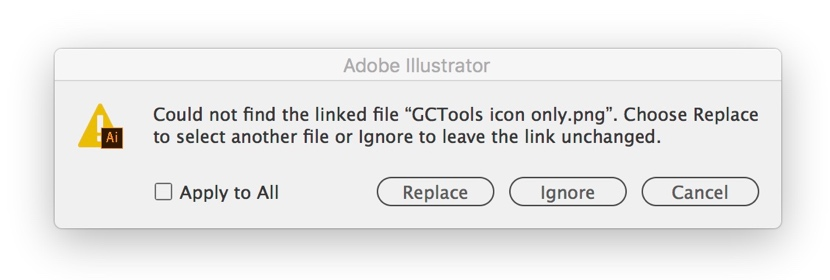 Adobe Illustrator
Could not find the linked file “GCTools icon only.png”. Choose Replace
to select another file or Ignore to leave the link unchanged.
Ai
Apply to All
Replace
Ignore
Cancel